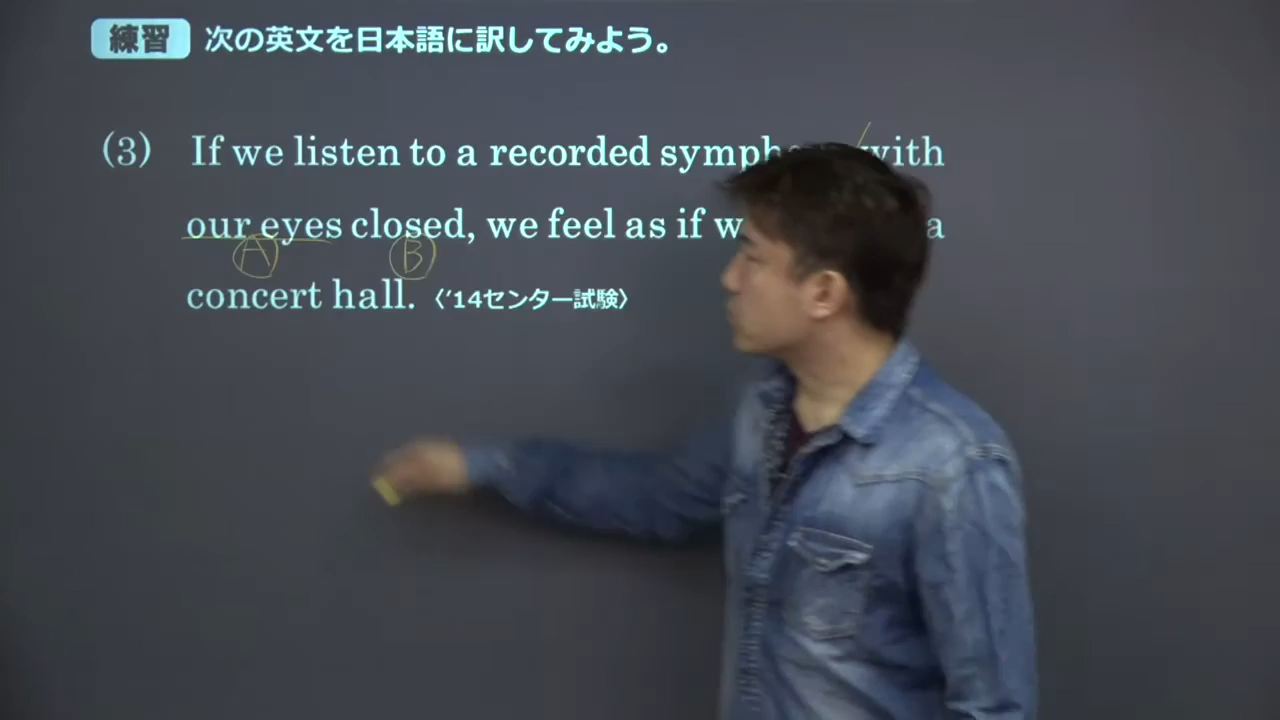 練習 次の英文を日本語に訳してみよう。
(3) If we listen to a recorded with
our eyes closed, we feel as if a
A B
concert hall. 〈'14センター試験〉